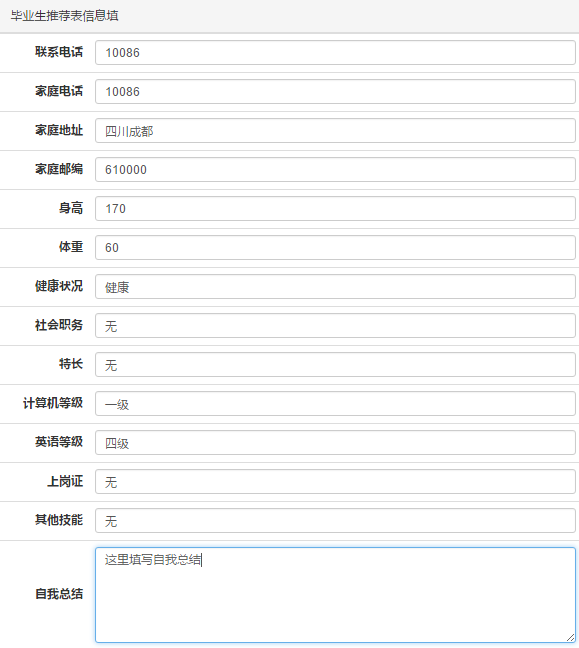 毕业生推荐表信息填
联系电话 10086
家庭电话 10086
家庭地址 四川成都
家庭邮编 610000
身高 170
体重 60
健康状况 健康
社会职务 无
特长 无
计算机等级 一级
英语等级 四级
上岗证 无
其他技能 无
这里填写自我总结
自我总结